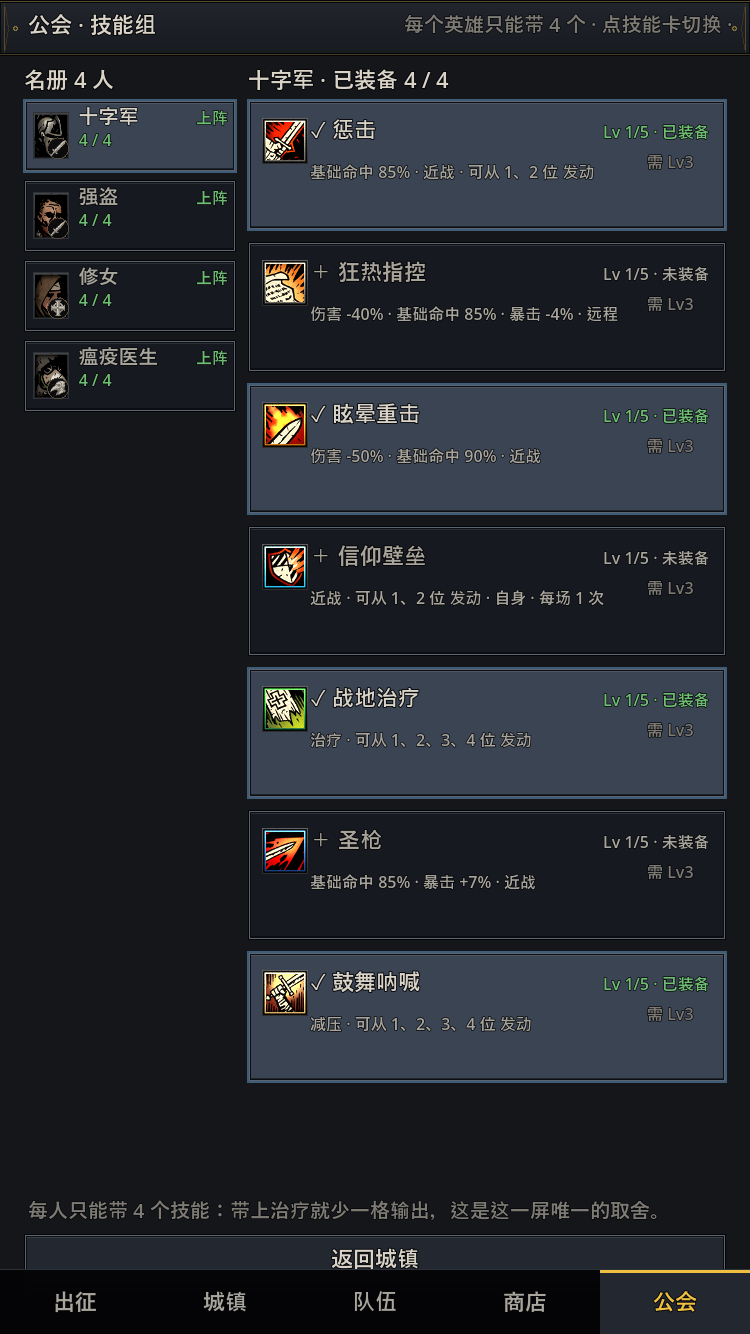 公会 · 技能组
每个英雄只能带 4 个 · 点技能卡切换 ·
名册 4 人
十字军 · 已装备 4 / 4
十字军
上阵
4 / 4
强盗
上阵
4 / 4
修女
上阵
4 / 4
瘟疫医生
上阵
4 / 4
✓ 惩击
Lv 1/5 · 已装备
需 Lv3
基础命中 85% · 近战 · 可从 1、2 位 发动
＋ 狂热指控
Lv 1/5 · 未装备
需 Lv3
伤害 -40% · 基础命中 85% · 暴击 -4% · 远程
✓ 眩晕重击
Lv 1/5 · 已装备
需 Lv3
伤害 -50% · 基础命中 90% · 近战
＋ 信仰壁垒
Lv 1/5 · 未装备
需 Lv3
近战 · 可从 1、2 位 发动 · 自身 · 每场 1 次
✓ 战地治疗
Lv 1/5 · 已装备
需 Lv3
治疗 · 可从 1、2、3、4 位 发动
＋ 圣枪
Lv 1/5 · 未装备
需 Lv3
基础命中 85% · 暴击 +7% · 近战
✓ 鼓舞呐喊
Lv 1/5 · 已装备
需 Lv3
减压 · 可从 1、2、3、4 位 发动
每人只能带 4 个技能：带上治疗就少一格输出，这是这一屏唯一的取舍。
返回城镇
出征
城镇
队伍
商店
公会